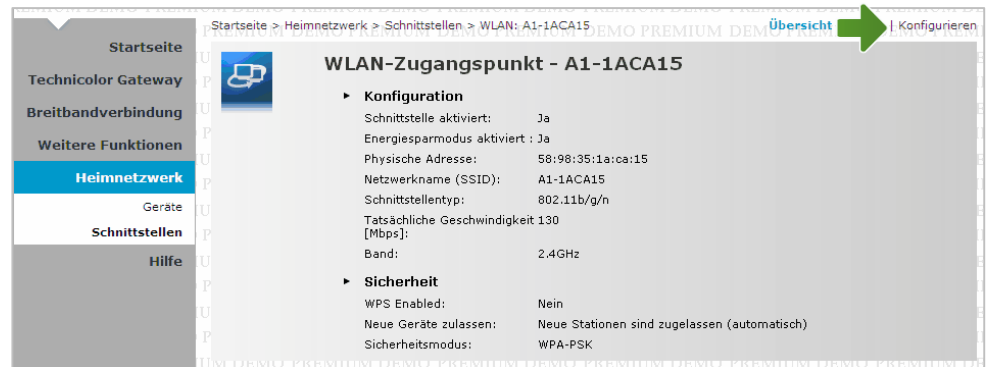 Startseite > Heimnetzwerk > Schnittstellen > WLAN: A1-1ACA15
Übersicht | Konfigurieren
Startseite
Technicolor Gateway
Breitbandverbindung
Weitere Funktionen
Heimnetzwerk
Geräte
Schnittstellen
Hilfe
WLAN-Zugangspunkt - A1-1ACA15
Konfiguration
Schnittstelle aktiviert: Ja
Energiesparmodus aktiviert : Ja
Physische Adresse: 58:98:35:1a:ca:15
Netzwerkname (SSID): A1-1ACA15
Schnittstellentyp: 802.11b/g/n
Tatsächliche Geschwindigkeit 130
[Mbps]:
Band: 2.4GHz
Sicherheit
WPS Enabled: Nein
Neue Geräte zulassen: Neue Stationen sind zugelassen (automatisch)
Sicherheitsmodus: WPA-PSK